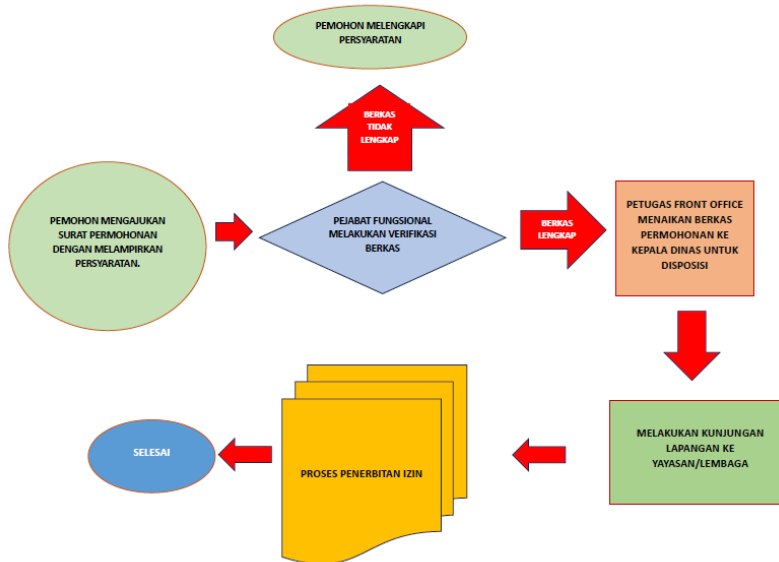 PEMOHON MELENGKAPI
PERSYARATAN
BERKAS
TIDAK
LENGKAP
PEMOHON MENGAJUKAN
SURAT PERMOHONAN
DENGAN MELAMPIRKAN
PERSYARATAN.
PEJABAT FUNGSIONAL
MELAKUKAN VERIFIKASI
BERKAS
BERKAS
LENGKAP
PETUGAS FRONT OFFICE
MENAIKAN BERKAS
PERMOHONAN KE
KEPALA DINAS UNTUK
DISPOSISI
MELAKUKAN KUNJUNGAN
LAPANGAN KE
YAYASAN/LEMBAGA
PROSES PENERBITAN IZIN
SELESAI